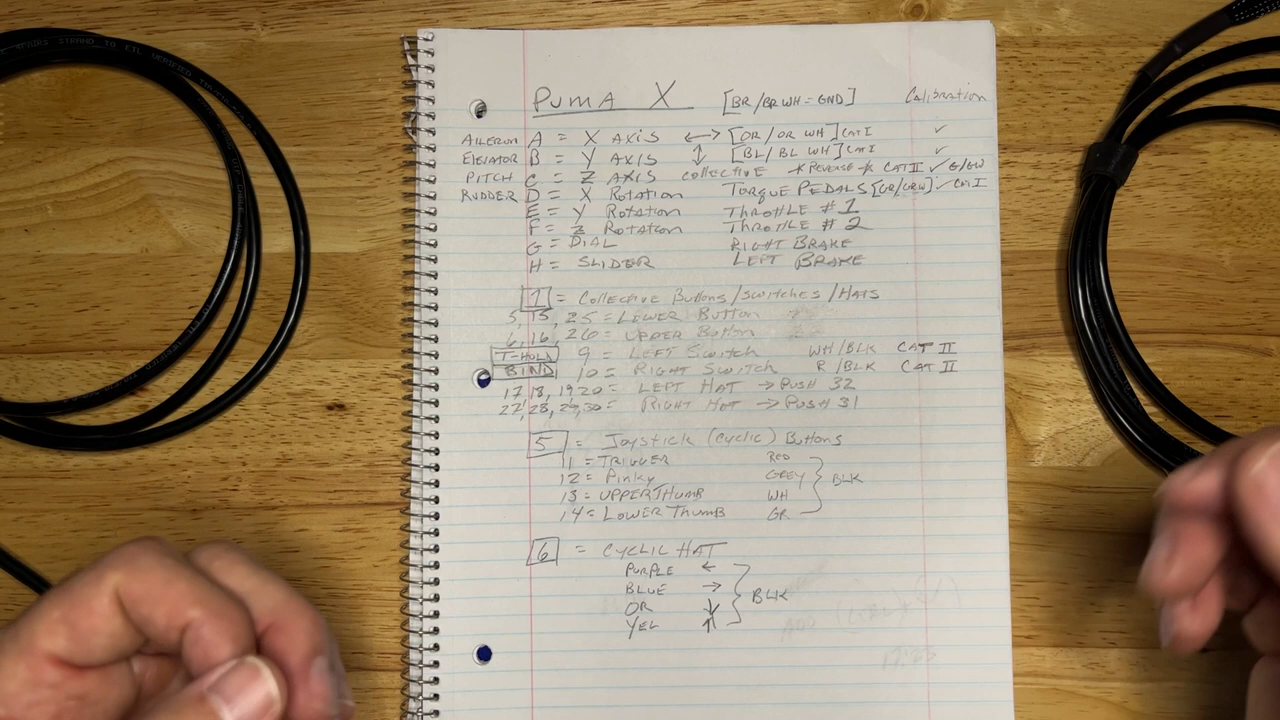 PUMA X [BR/BRWH=GND] Calibration
AILERON A = X AXIS ↔ [OR/OR WH] CAT I ✓
ELEVATOR B = Y AXIS ↕ [BL/BL WH] CAT I ✓
PITCH C = Z AXIS collective *REVERSE* CAT II ✓ G/GW
RUDDER D = X Rotation TORQUE PEDALS [GR/GRW] ✓ CAT I
E = Y Rotation THROTTLE #1
F = Z Rotation THROTTLE #2
G = DIAL RIGHT BRAKE
H = SLIDER LEFT BRAKE
1 = Collective Buttons/Switches/HATS
5, 15, 25 = LOWER Button
6, 16, 26 = UPPER Button
T-HOLD 9 = LEFT Switch WH/BLK CAT II
BIND 10 = RIGHT Switch R/BLK CAT II
17, 18, 19, 20 = LEFT HAT → PUSH 32
27, 28, 29, 30 = RIGHT HAT → PUSH 31
5 = Joystick (cyclic) Buttons
11 = TRIGGER RED
12 = Pinky GREY } BLK
13 = UPPER THUMB WH
14 = LOWER THUMB GR
6 = CYCLIC HAT
PURPLE ←
BLUE → } BLK
OR ↓
YEL ↑